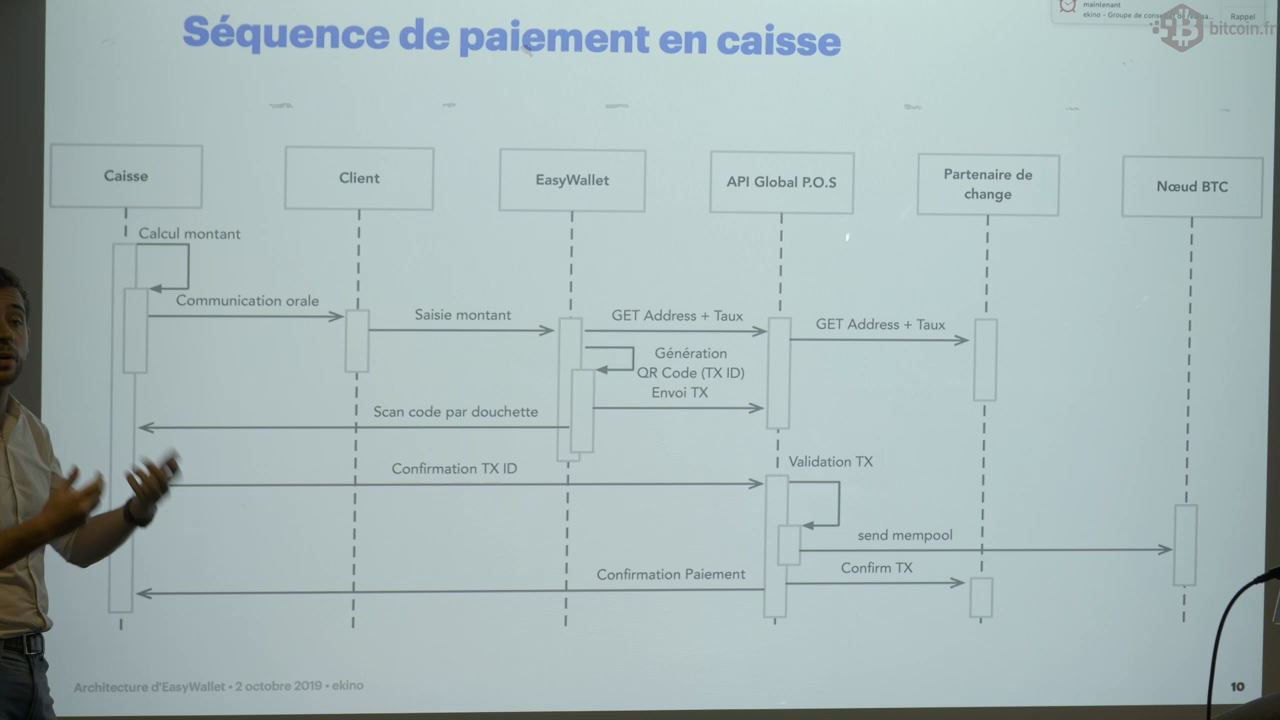 Séquence de paiement en caisse
maintenant
ekino - Groupe de
Rappel
bitcoin.fr
Caisse
Client
EasyWallet
API Global P.O.S
Partenaire de
change
Nœud BTC
Calcul montant
Communication orale
Saisie montant
GET Address + Taux
GET Address + Taux
Génération
QR Code (TX ID)
Envoi TX
Scan code par douchette
Confirmation TX ID
Validation TX
send mempool
Confirmation Paiement
Confirm TX
Architecture d'EasyWallet • 2 octobre 2019 • ekino
10